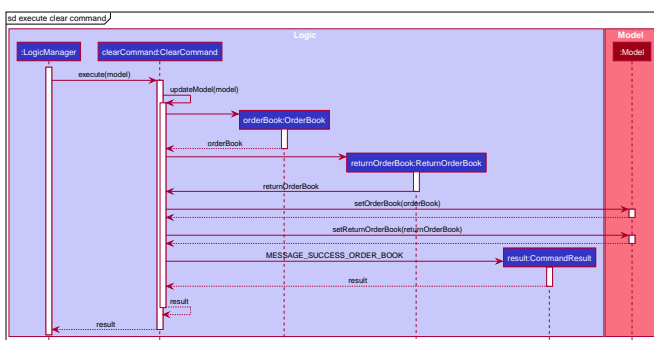 sd execute clear command
Logic
Model
:LogicManager
clearCommand:ClearCommand
:Model
execute(model)
updateModel(model)
orderBook:OrderBook
orderBook
returnOrderBook:ReturnOrderBook
returnOrderBook
setOrderBook(orderBook)
setReturnOrderBook(returnOrderBook)
MESSAGE_SUCCESS_ORDER_BOOK
result:CommandResult
result
result
result